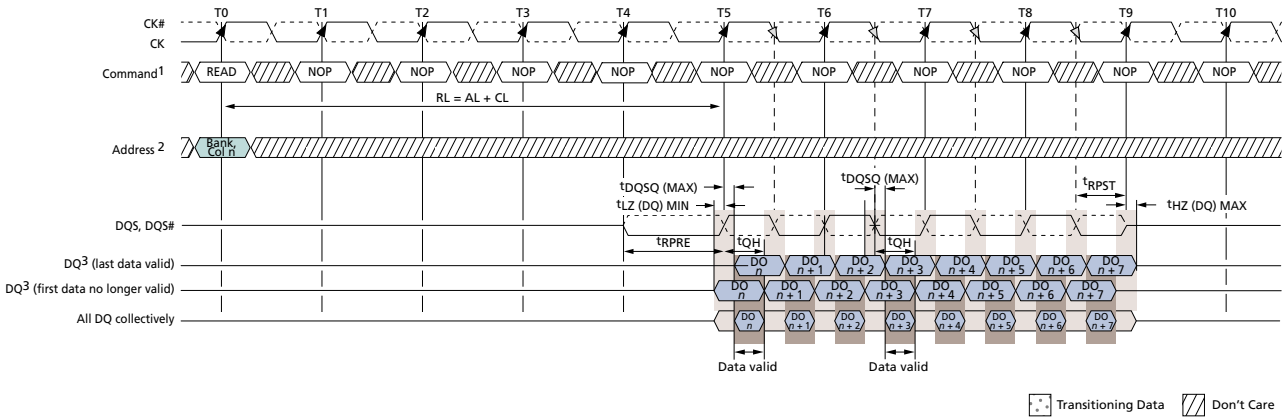 T0 T1 T2 T3 T4 T5 T6 T7 T8 T9 T10
CK#
CK
Command1 READ NOP NOP NOP NOP NOP NOP NOP NOP NOP NOP
RL = AL + CL
Address 2 Bank, Col n
tDQSQ (MAX) tDQSQ (MAX) tRPST
tLZ (DQ) MIN tHZ (DQ) MAX
DQS, DQS#
tRPRE tQH tQH
DQ3 (last data valid) DO n DO n + 1 DO n + 2 DO n + 3 DO n + 4 DO n + 5 DO n + 6 DO n + 7
DQ3 (first data no longer valid) DO n DO n + 1 DO n + 2 DO n + 3 DO n + 4 DO n + 5 DO n + 6 DO n + 7
All DQ collectively DO n DO n + 1 DO n + 2 DO n + 3 DO n + 4 DO n + 5 DO n + 6 DO n + 7
Data valid Data valid
Transitioning Data Don't Care